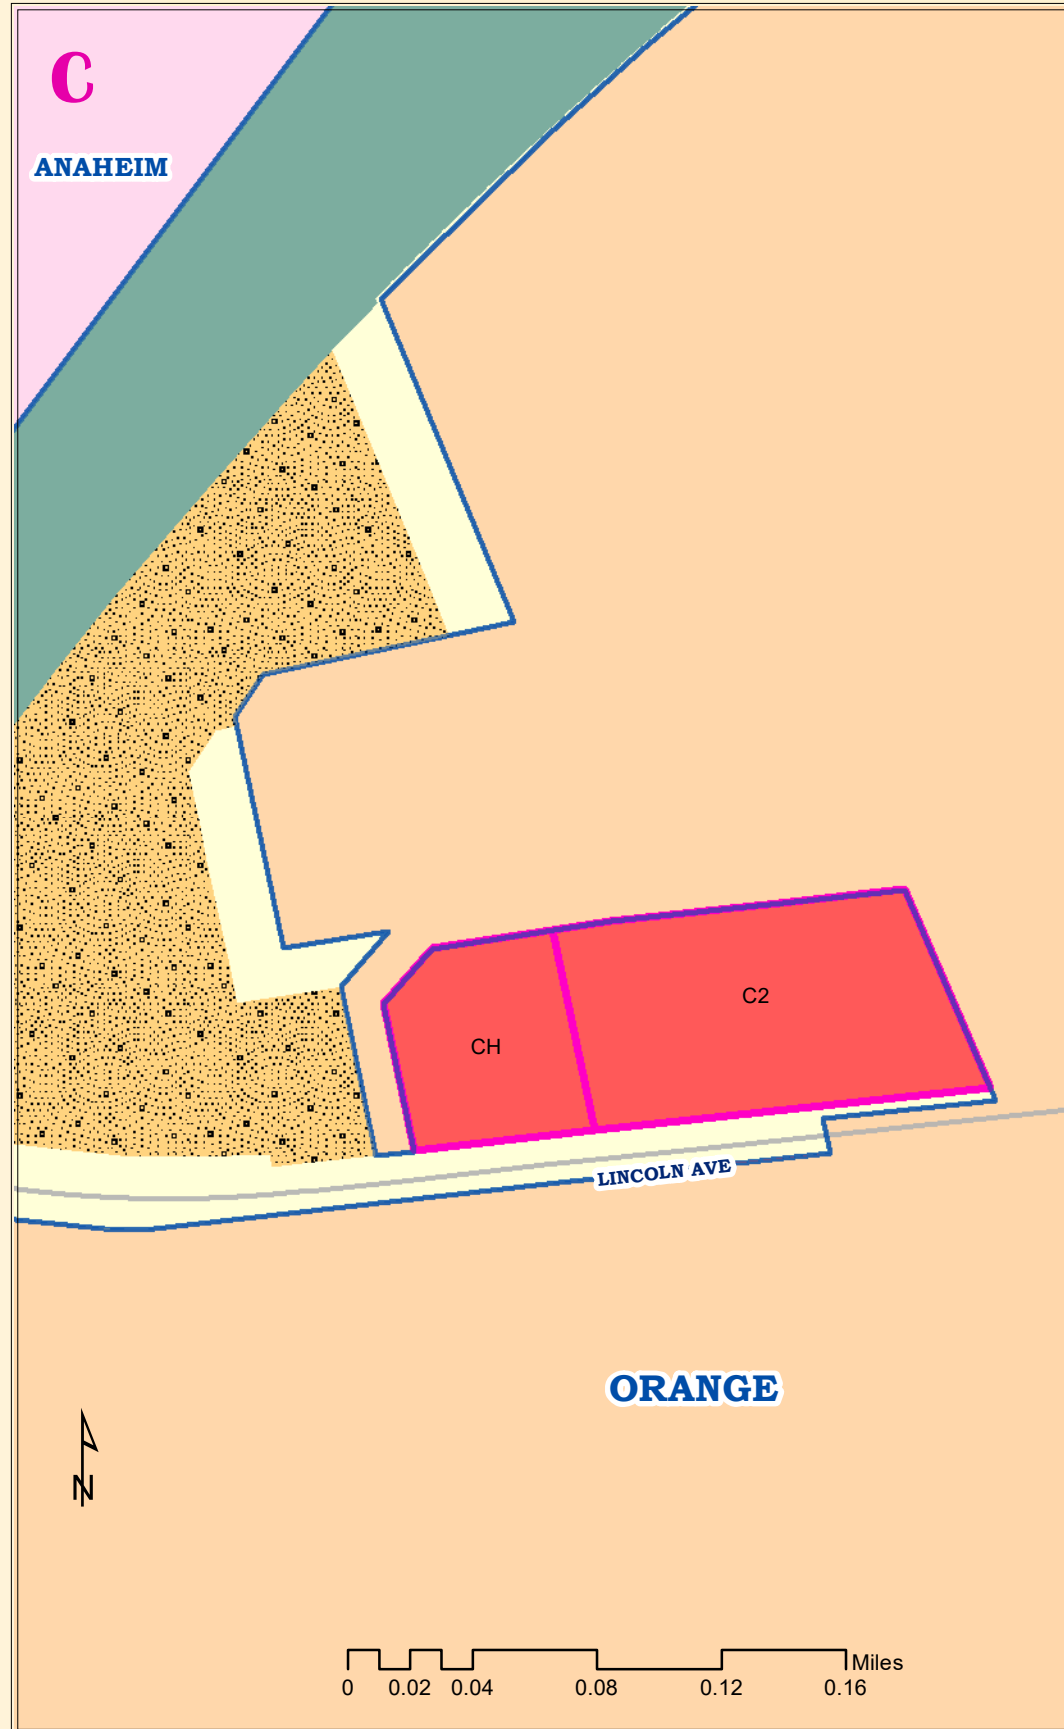 C
ANAHEIM
C2
CH
LINCOLN AVE
ORANGE
N
Miles
0 0.02 0.04 0.08 0.12 0.16